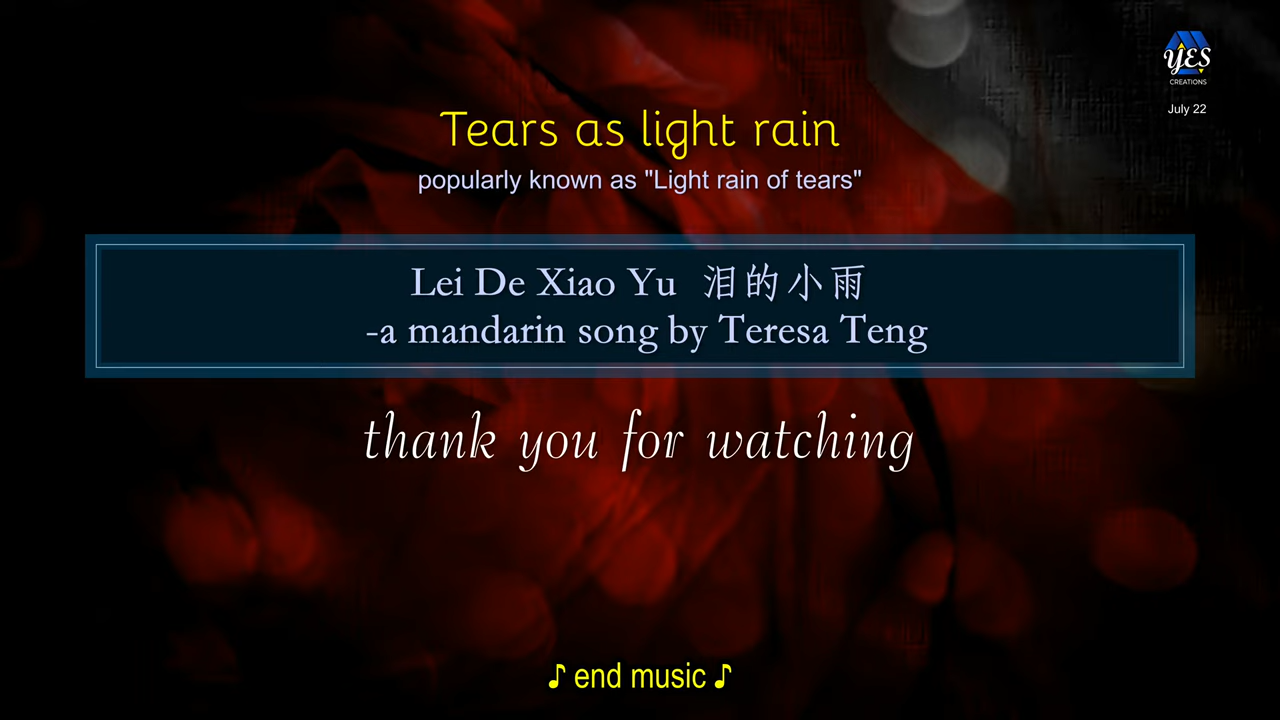 YES
CREATIONS
July 22
Tears as light rain
popularly known as "Light rain of tears"
Lei De Xiao Yu 泪的小雨
-a mandarin song by Teresa Teng
thank you for watching
♪ end music ♪